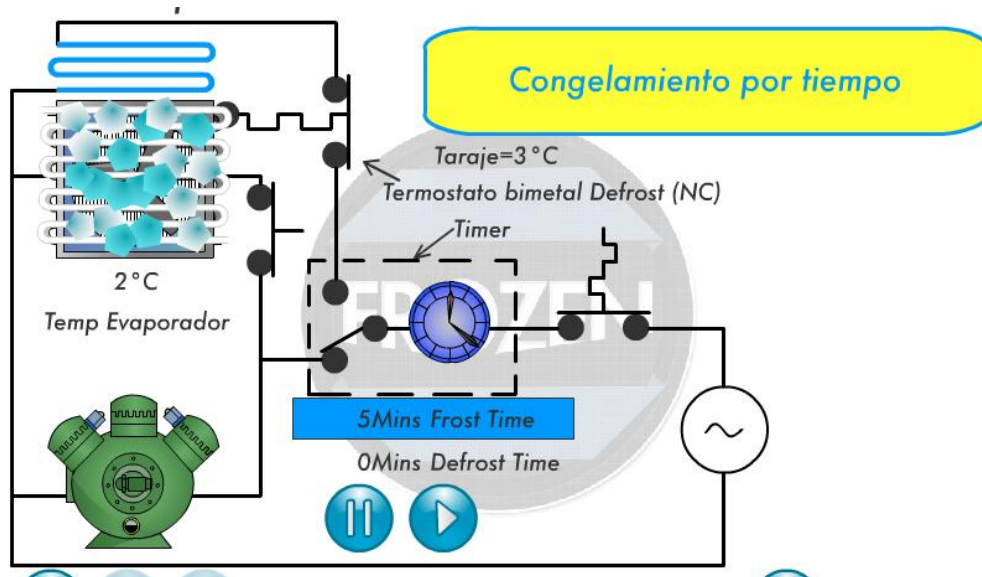 Congelamiento por tiempo
Taraje=3°C
Termostato bimetal Defrost (NC)
Timer
2°C
Temp Evaporador
FROZEN
5Mins Frost Time
0Mins Defrost Time